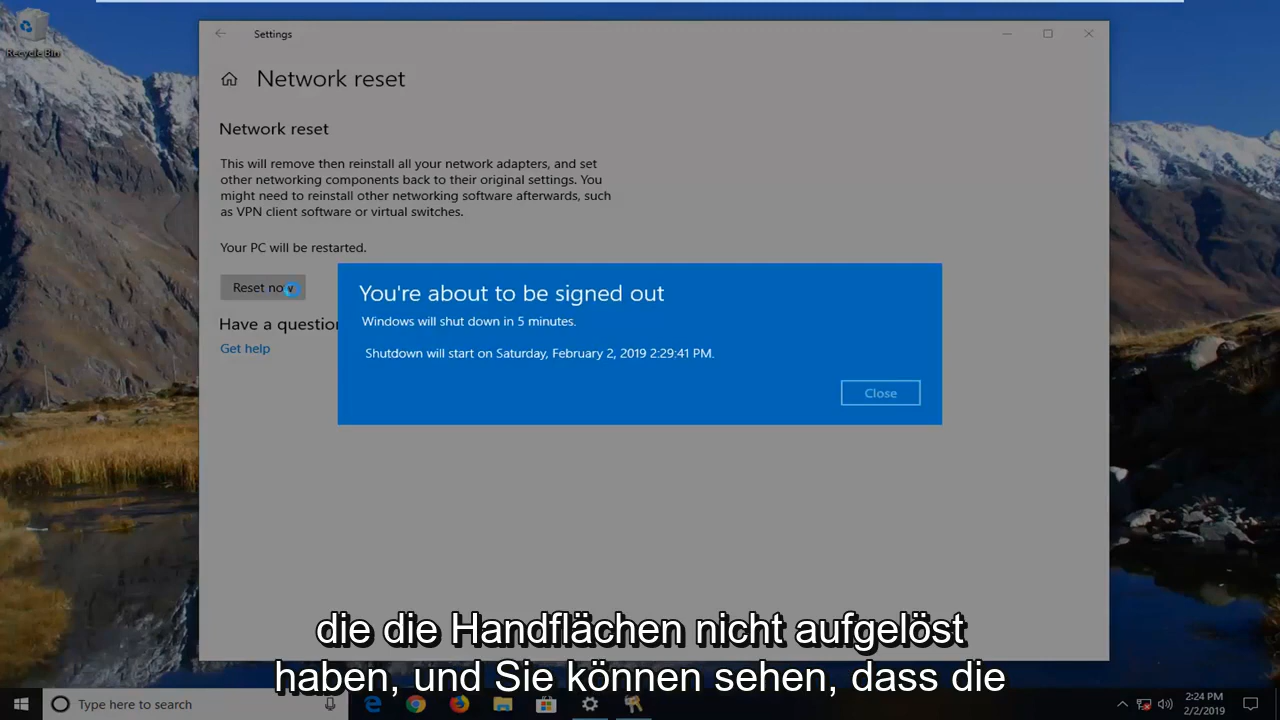 Recycle Bin
Settings
Network reset
Network reset
This will remove then reinstall all your network adapters, and set
other networking components back to their original settings. You
might need to reinstall other networking software afterwards, such
as VPN client software or virtual switches.
Your PC will be restarted.
Reset now
Have a question
Get help
You're about to be signed out
Windows will shut down in 5 minutes.
Shutdown will start on Saturday, February 2, 2019 2:29:41 PM.
Close
die die Handflächen nicht aufgelöst
haben, und Sie können sehen, dass die
Type here to search
2:24 PM
2/2/2019